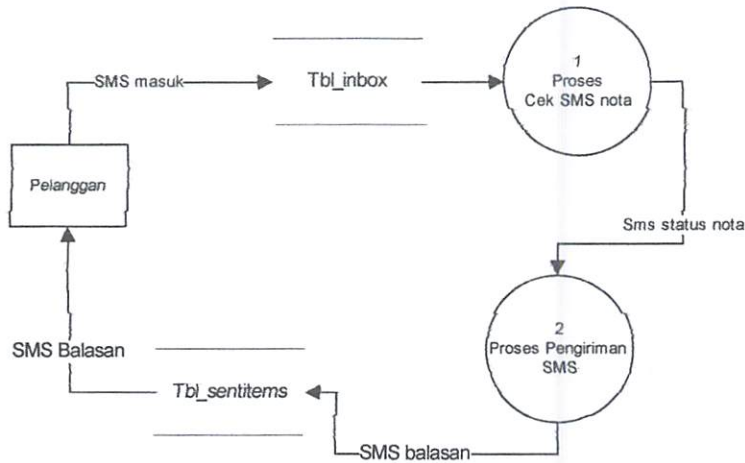 SMS masuk
Tbl_inbox
1
Proses
Cek SMS nota
Pelanggan
Sms status nota
2
Proses Pengiriman
SMS
SMS Balasan
Tbl_sentitems
SMS balasan